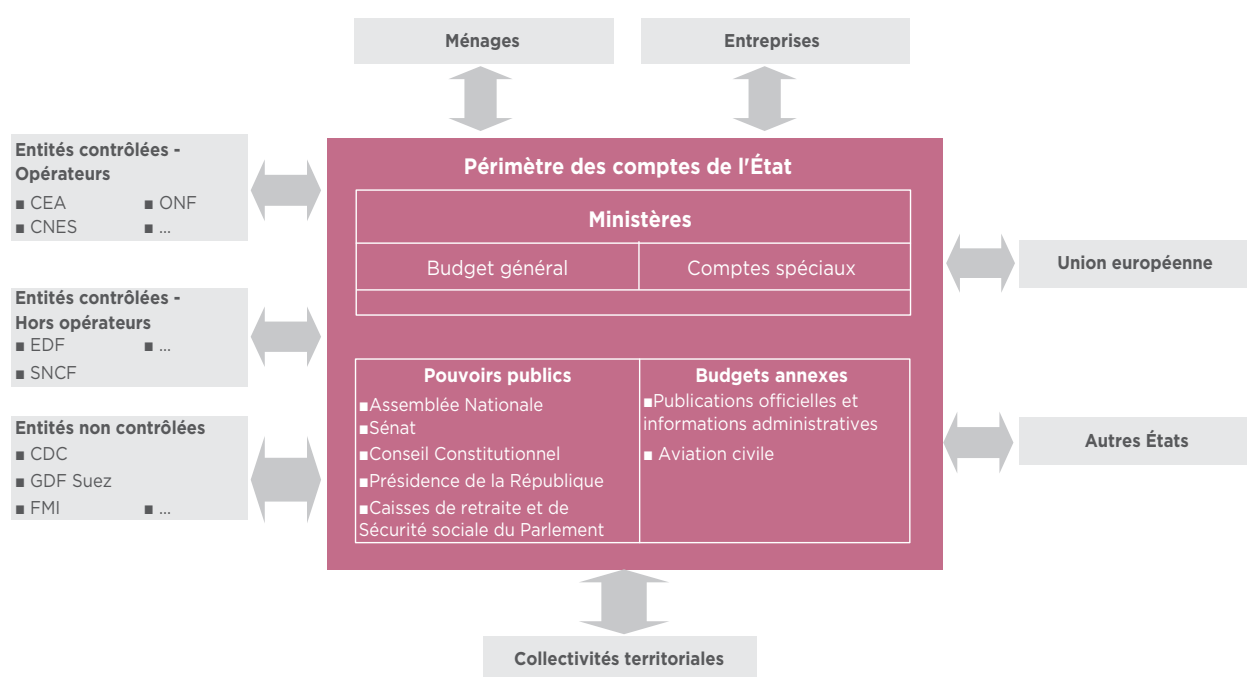 Ménages
Entreprises
Entités contrôlées -
Opérateurs
■ CEA ■ ONF
■ CNES ■ ...
Entités contrôlées -
Hors opérateurs
■ EDF ■ ...
■ SNCF
Entités non contrôlées
■ CDC
■ GDF Suez
■ FMI ■ ...
Périmètre des comptes de l'État
Ministères
Budget général
Comptes spéciaux
Pouvoirs publics
■Assemblée Nationale
■Sénat
■Conseil Constitutionnel
■Présidence de la République
■Caisses de retraite et de
Sécurité sociale du Parlement
Budgets annexes
■Publications officielles et
informations administratives
■ Aviation civile
Union européenne
Autres États
Collectivités territoriales